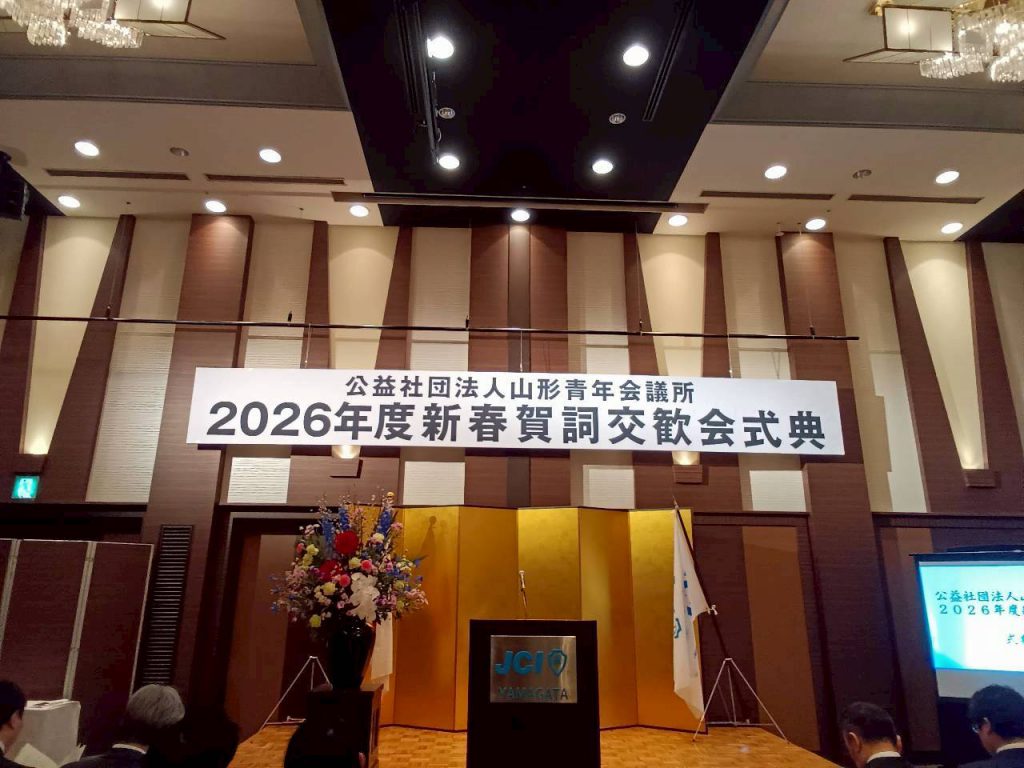 公益社団法人山形青年会議所
2026年度新春賀詞交歓会式典
JCI
YAMAGATA
公益社団法人山
2026年度